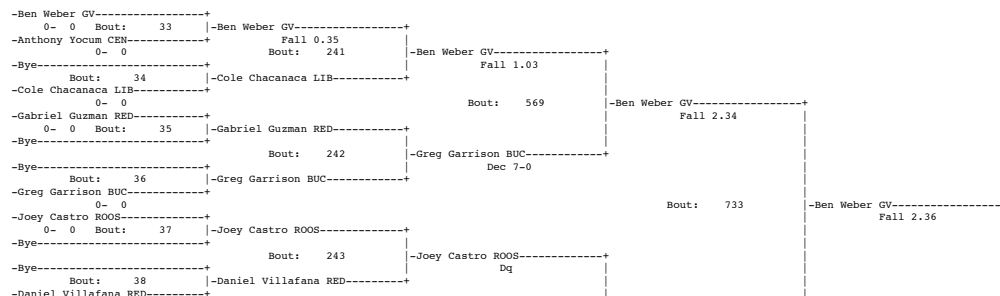 -Ben Weber GV-----------------+
0- 0 Bout: 33 |-Ben Weber GV-----------------+
-Anthony Yocum CEN------------+ Fall 0.35 |
0- 0 Bout: 241 |-Ben Weber GV-----------------+
-Bye--------------------------+ | Fall 1.03 |
Bout: 34 |-Cole Chacanaca LIB-----------+ |
-Cole Chacanaca LIB-----------+ |
0- 0 Bout: 569 |-Ben Weber GV-----------------+
-Gabriel Guzman RED-----------+ | Fall 2.34 |
0- 0 Bout: 35 |-Gabriel Guzman RED-----------+ | |
-Bye--------------------------+ | | |
Bout: 242 |-Greg Garrison BUC------------+ |
-Bye--------------------------+ | Dec 7-0 |
Bout: 36 |-Greg Garrison BUC------------+ |
-Greg Garrison BUC------------+ |
0- 0 Bout: 733 |-Ben Weber GV-----------------
-Joey Castro ROOS-------------+ | Fall 2.36
0- 0 Bout: 37 |-Joey Castro ROOS-------------+ |
-Bye--------------------------+ | |
Bout: 243 |-Joey Castro ROOS-------------+ |
-Bye--------------------------+ | Dq | |
Bout: 38 |-Daniel Villafana RED---------+ | |
-Daniel Villafana RED---------+ | |